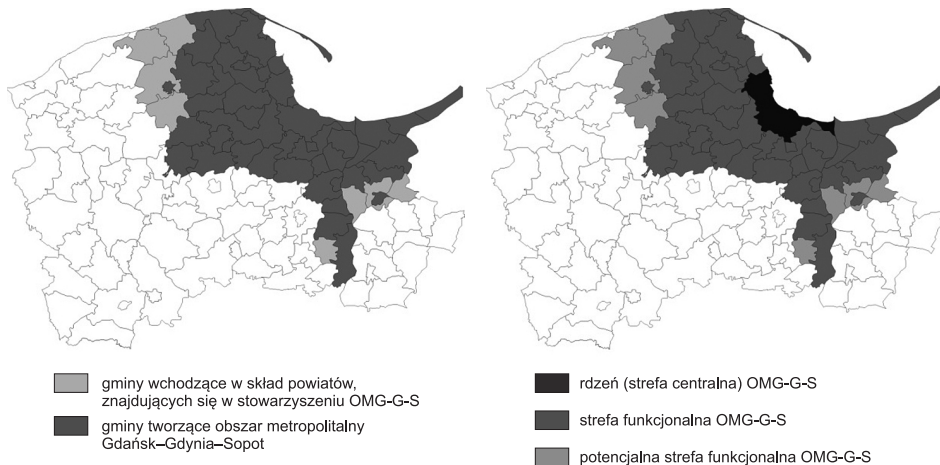 gminy wchodzące w skład powiatów,
znajdujących się w stowarzyszeniu OMG-G-S
gminy tworzące obszar metropolitalny
Gdańsk–Gdynia–Sopot
rdzeń (strefa centralna) OMG-G-S
strefa funkcjonalna OMG-G-S
potencjalna strefa funkcjonalna OMG-G-S